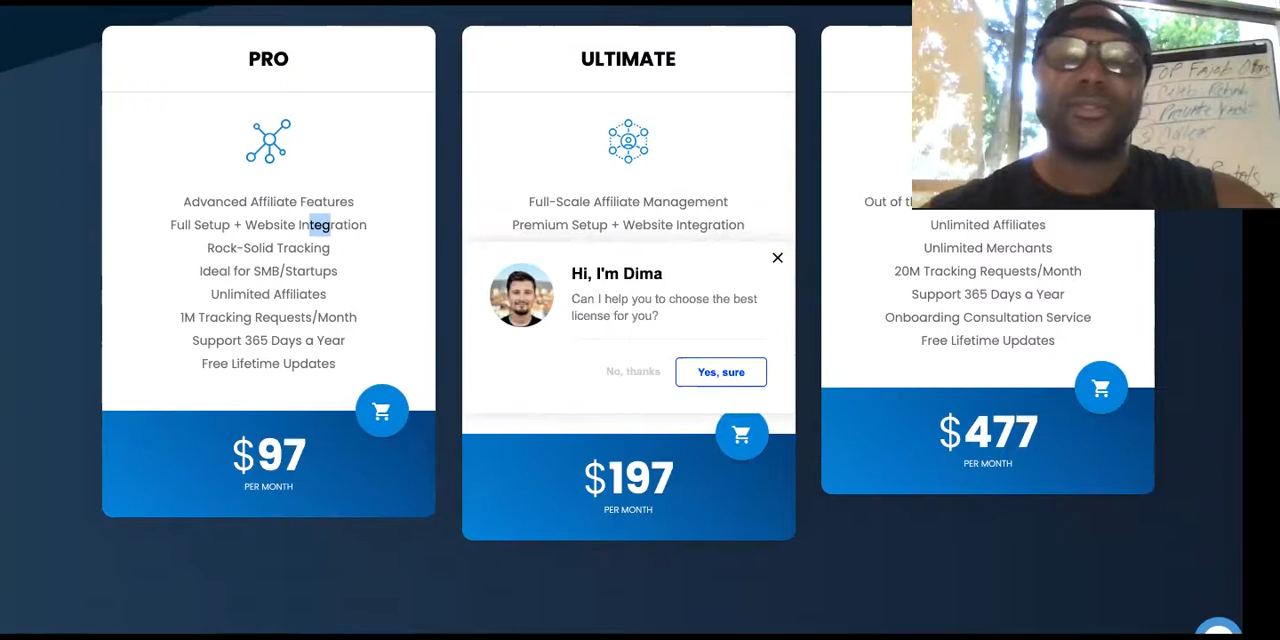 PRO
Advanced Affiliate Features
Full Setup + Website Integration
Rock-Solid Tracking
Ideal for SMB/Startups
Unlimited Affiliates
1M Tracking Requests/Month
Support 365 Days a Year
Free Lifetime Updates
$97
PER MONTH
ULTIMATE
Full-Scale Affiliate Management
Premium Setup + Website Integration
Hi, I'm Dima
Can I help you to choose the best
license for you?
No, thanks
Yes, sure
$197
PER MONTH
Out of
Unlimited Affiliates
Unlimited Merchants
20M Tracking Requests/Month
Support 365 Days a Year
Onboarding Consultation Service
Free Lifetime Updates
$477
PER MONTH